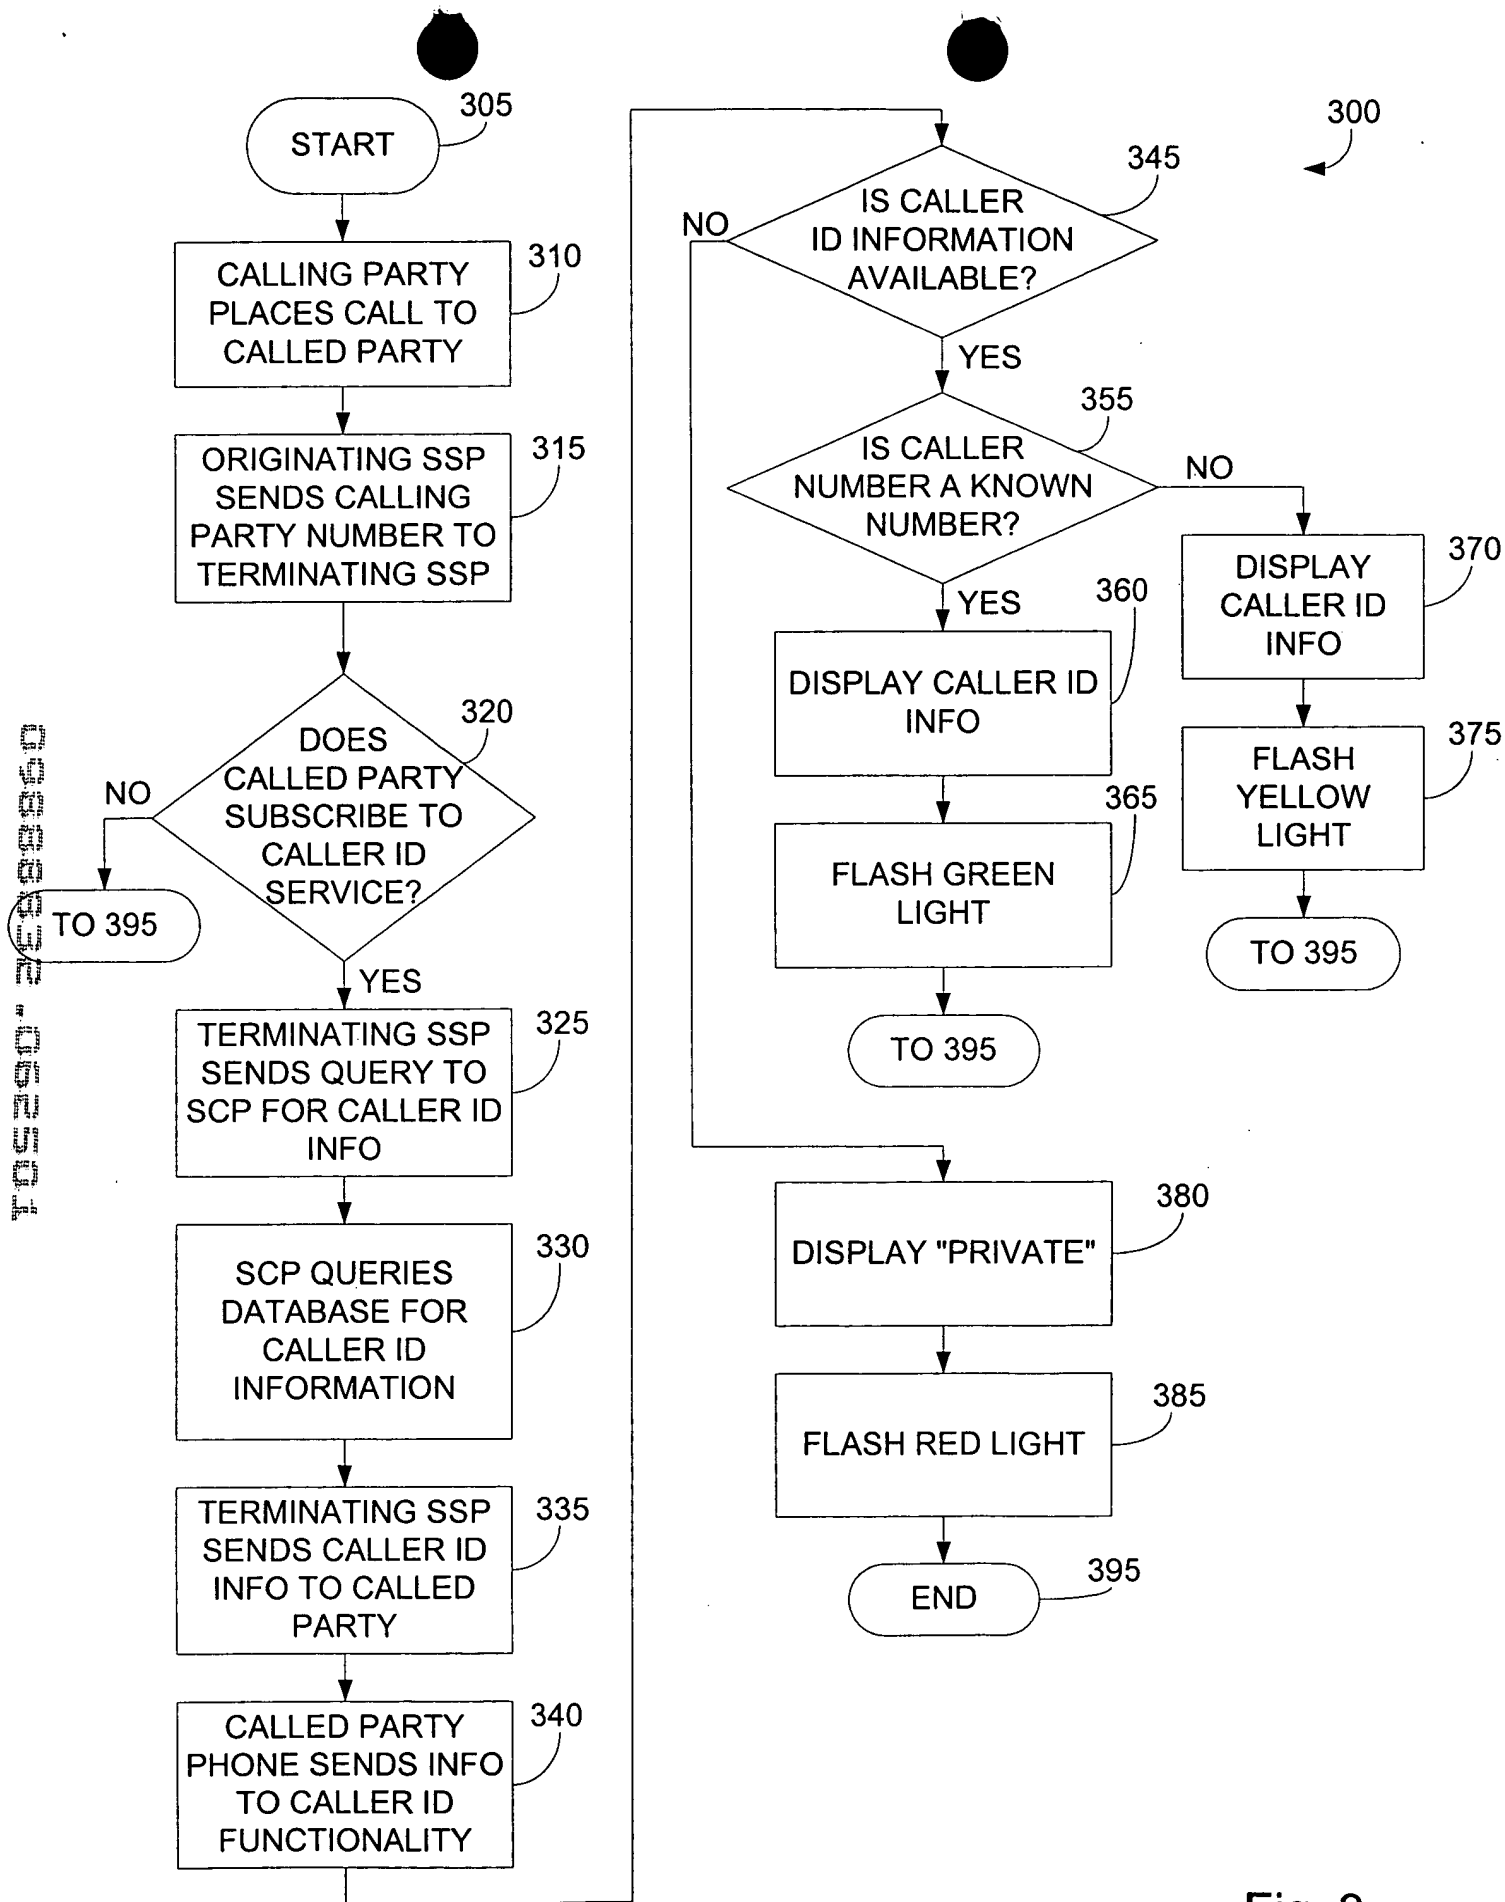 305
START
310
CALLING PARTY
PLACES CALL TO
CALLED PARTY
315
ORIGINATING SSP
SENDS CALLING
PARTY NUMBER TO
TERMINATING SSP
320
DOES
CALLED PARTY
SUBSCRIBE TO
CALLER ID
SERVICE?
NO
TO 395
YES
325
TERMINATING SSP
SENDS QUERY TO
SCP FOR CALLER ID
INFO
330
SCP QUERIES
DATABASE FOR
CALLER ID
INFORMATION
335
TERMINATING SSP
SENDS CALLER ID
INFO TO CALLED
PARTY
340
CALLED PARTY
PHONE SENDS INFO
TO CALLER ID
FUNCTIONALITY
300
345
IS CALLER
ID INFORMATION
AVAILABLE?
NO
YES
355
IS CALLER
NUMBER A KNOWN
NUMBER?
NO
YES
360
DISPLAY CALLER ID
INFO
365
FLASH GREEN
LIGHT
TO 395
370
DISPLAY
CALLER ID
INFO
375
FLASH
YELLOW
LIGHT
TO 395
380
DISPLAY "PRIVATE"
385
FLASH RED LIGHT
395
END
09888832.062501